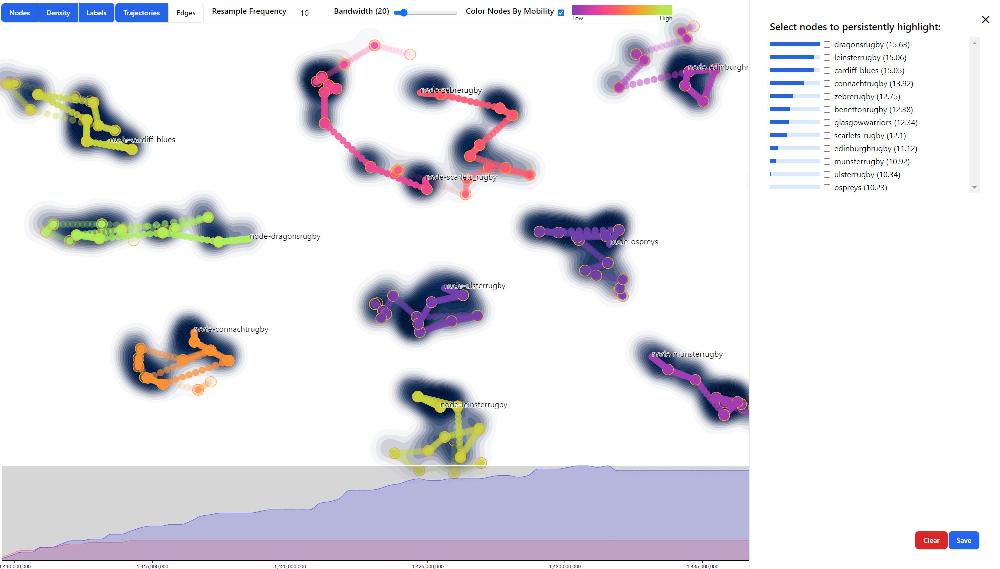 Nodes Density Labels Trajectories Edges Resample Frequency 10 Bandwidth (20) Color Nodes By Mobility
Low High
Select nodes to persistently highlight:
dragonsrugby (15.63)
leinsterrugby (15.06)
cardiff_blues (15.05)
connachtrugby (13.92)
zebrerugby (12.75)
benettonrugby (12.38)
glasgowwarriors (12.34)
scarlets_rugby (12.1)
edinburghrugby (11.12)
munsterrugby (10.92)
ulsterrugby (10.34)
ospreys (10.23)
node-edinburghr
node-zebrerugby
node-cardiff_blues
node-scarlets_rugby
node-dragonsrugby
node-ospreys
node-ulsterrugby
node-connachtrugby
node-munsterrugby
node-leinsterrugby
Clear Save
1,410,000,000 1,415,000,000 1,420,000,000 1,425,000,000 1,430,000,000 1,435,000,000